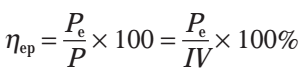 η_ep = P_e/P × 100 = P_e/IV × 100%